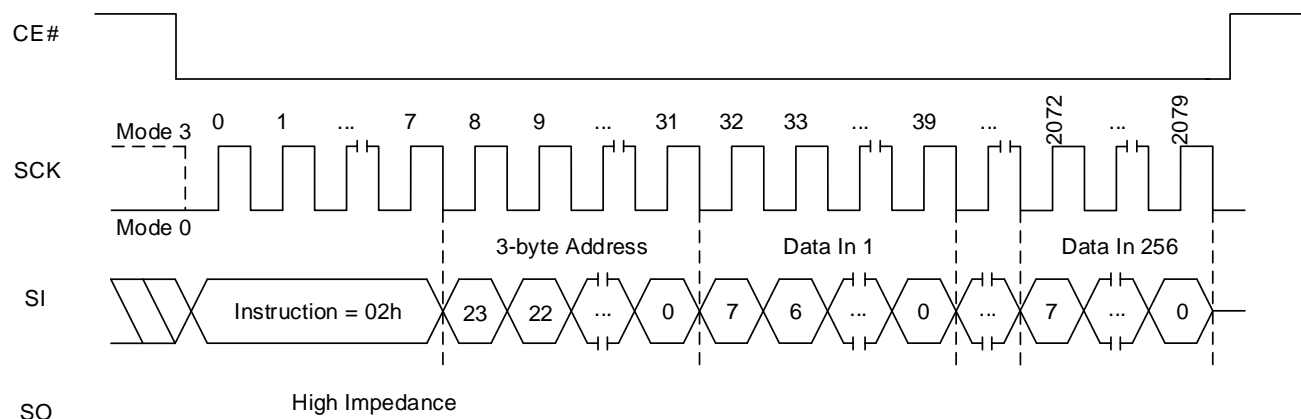 CE#
Mode 3 0 1 ... 7 8 9 ... 31 32 33 ... 39 ... 2072 ... 2079
SCK
Mode 0
3-byte Address Data In 1 Data In 256
SI Instruction = 02h 23 22 ... 0 7 6 ... 0 ... 7 ... 0
High Impedance
SO